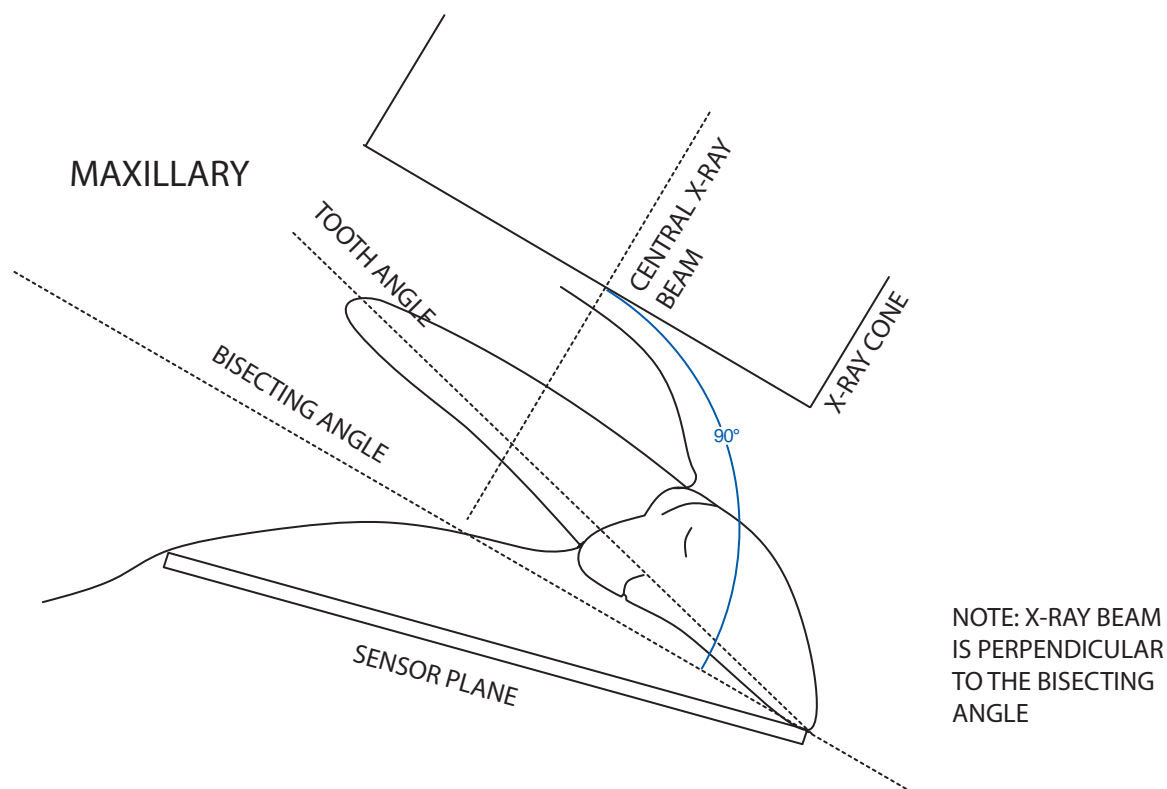 MAXILLARY
TOOTH ANGLE
BISECTING ANGLE
CENTRAL X-RAY
BEAM
X-RAY CONE
90°
SENSOR PLANE
NOTE: X-RAY BEAM
IS PERPENDICULAR
TO THE BISECTING
ANGLE